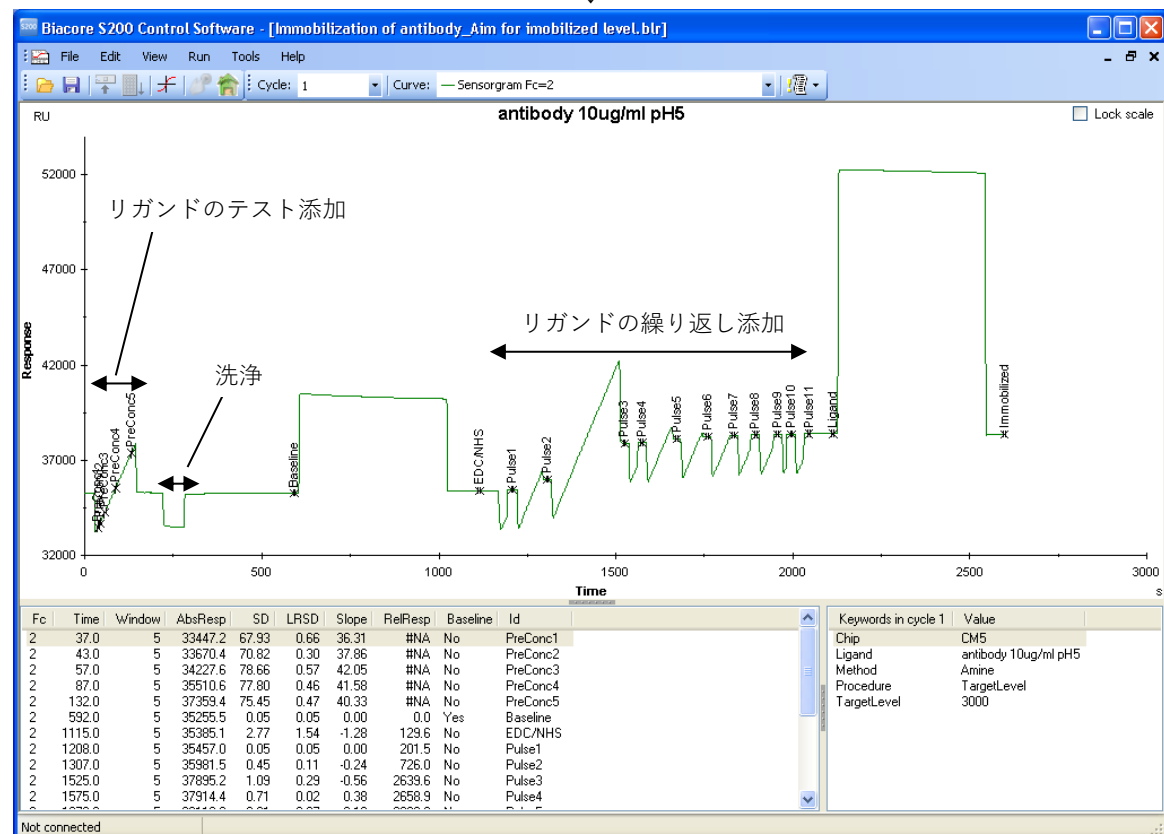 Biacore S200 Control Software - [Immobilization of antibody_Aim for imobilized level.blr]
File Edit View Run Tools Help
Cycle: 1 Curve: Sensorgram Fc=2
antibody 10ug/ml pH5
Lock scale
RU
リガンドのテスト添加
リガンドの繰り返し添加
洗浄
Response
52000
47000
42000
37000
32000
PreConc3
PreConc4
PreConc5
Baseline
EDC/NHS
Pulse1
Pulse2
Pulse3
Pulse4
Pulse5
Pulse6
Pulse7
Pulse8
Pulse9
Pulse10
Pulse11
Ligand
Immobilized
0 500 1000 1500 2000 2500 3000
Time
s
Fc Time Window AbsResp SD LRSD Slope RelResp Baseline Id
2 37.0 5 33447.2 67.93 0.66 36.31 #NA No PreConc1
2 43.0 5 33670.4 70.82 0.30 37.86 #NA No PreConc2
2 57.0 5 34227.6 78.66 0.57 42.05 #NA No PreConc3
2 87.0 5 35510.6 77.80 0.46 41.58 #NA No PreConc4
2 132.0 5 37359.4 75.45 0.47 40.33 #NA No PreConc5
2 592.0 5 35255.5 0.05 0.05 0.00 0.0 Yes Baseline
2 1115.0 5 35385.1 2.77 1.54 -1.28 129.6 No EDC/NHS
2 1208.0 5 35457.0 0.05 0.05 0.00 201.5 No Pulse1
2 1307.0 5 35981.5 0.45 0.11 -0.24 726.0 No Pulse2
2 1525.0 5 37895.2 1.09 0.29 -0.56 2639.6 No Pulse3
2 1575.0 5 37914.4 0.71 0.02 0.38 2658.9 No Pulse4
Keywords in cycle 1 Value
Chip CM5
Ligand antibody 10ug/ml pH5
Method Amine
Procedure TargetLevel
TargetLevel 3000
Not connected